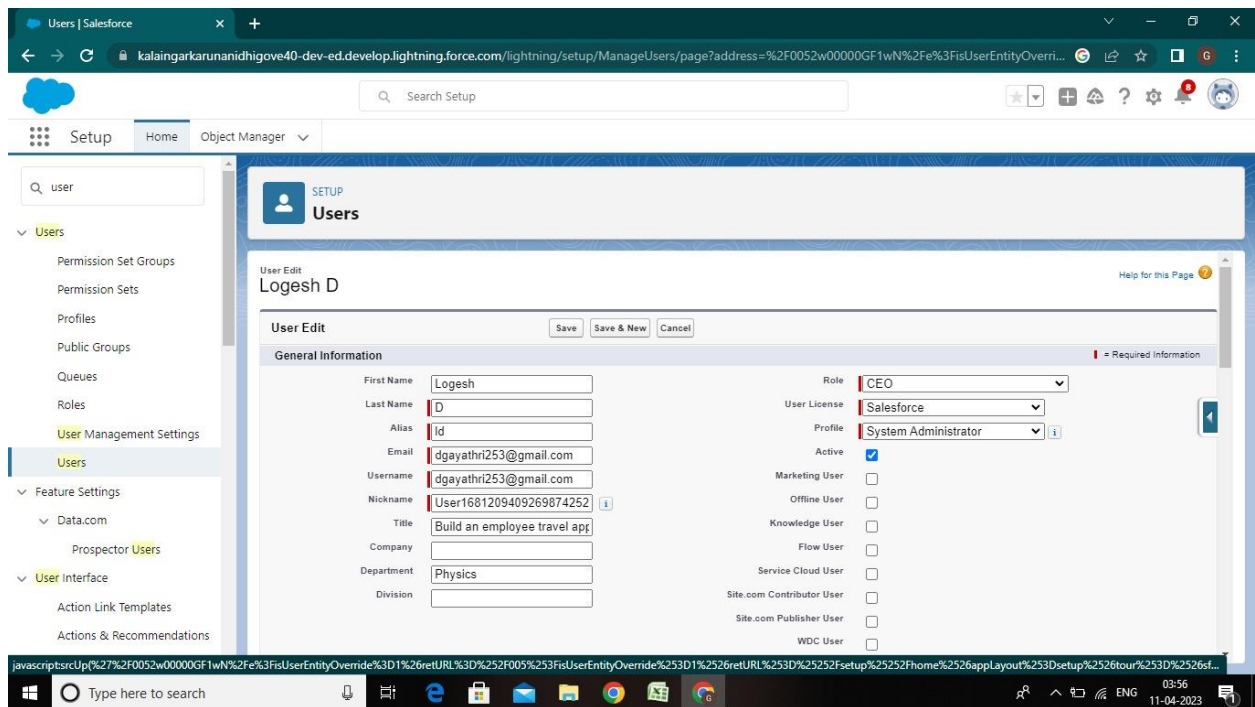 Users | Salesforce
kalaingarkarunanidhigove40-dev-ed.develop.lightning.force.com/lightning/setup/ManageUsers/page?address=%2F0052w00000GF1wN%2Fe%3FisUserEntityOverri...
G
Search Setup
8
Setup
Home
Object Manager
user
SETUP
Users
Users
Permission Set Groups
Permission Sets
Profiles
Public Groups
Queues
Roles
User Management Settings
Users
Feature Settings
Data.com
Prospector Users
User Interface
Action Link Templates
Actions & Recommendations
User Edit
Logesh D
Help for this Page
User Edit
Save
Save & New
Cancel
General Information
= Required Information
First Name Logesh
Last Name D
Alias ld
Email dgayathri253@gmail.com
Username dgayathri253@gmail.com
Nickname User1681209409269874252
Title Build an employee travel app
Company
Department Physics
Division
Role CEO
User License Salesforce
Profile System Administrator
Active
Marketing User
Offline User
Knowledge User
Flow User
Service Cloud User
Site.com Contributor User
Site.com Publisher User
WDC User
javascript:srcUp(%27%2F0052w00000GF1wN%2Fe%3FisUserEntityOverride%3D1%26retURL%3D%252F005%253FisUserEntityOverride%253D1%2526retURL%253D%25252Fsetup%25252Fhome%2526appLayout%253Dsetup%2526tour%253D%2526sf...
Type here to search
ENG
03:56
11-04-2023